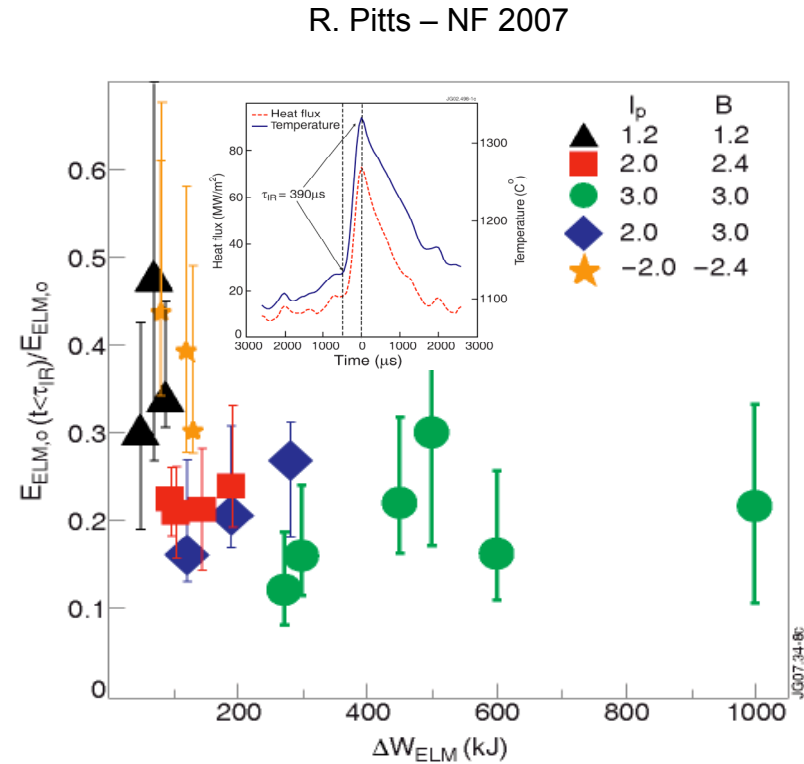 R. Pitts – NF 2007
JG02.498-1c
Heat flux
Temperature
τIR = 390μs
Heat flux (MW/m²)
80
60
40
20
0
Temperature (C°)
1300
1200
1100
3000 2000 1000 0 1000 2000 3000
Time (μs)
Ip B
1.2 1.2
2.0 2.4
3.0 3.0
2.0 3.0
−2.0 −2.4
EELM,o (t<τIR)/EELM,o
0.6
0.5
0.4
0.3
0.2
0.1
0
200 400 600 800 1000
ΔWELM (kJ)
JG07.34-8c